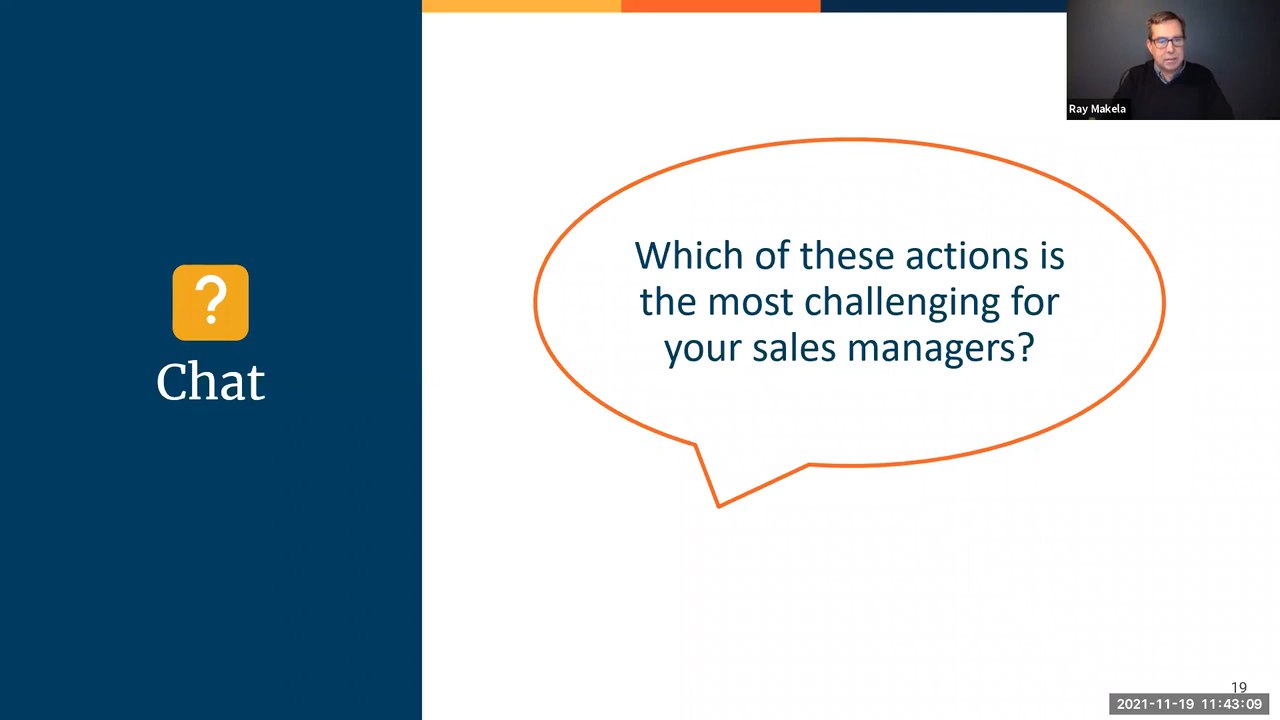 Ray Makela
Which of these actions is
the most challenging for
your sales managers?
?
Chat
19
2021-11-19 11:43:09